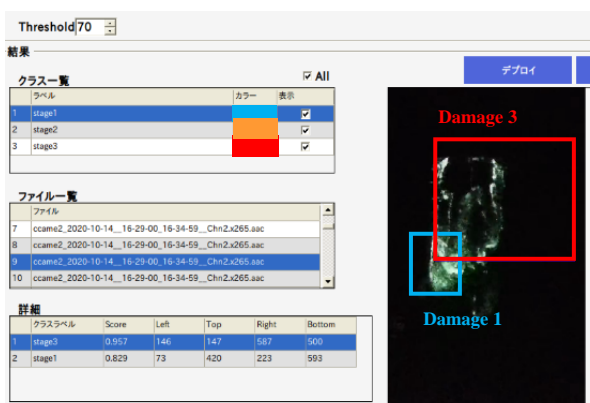 Threshold 70
結果
デプロイ
クラス一覧
All
ラベル カラー 表示
1 stage1
2 stage2
3 stage3
ファイル一覧
ファイル
7 ccame2_2020-10-14__16-29-00_16-34-59__Chn2.x265.aac
8 ccame2_2020-10-14__16-29-00_16-34-59__Chn2.x265.aac
9 ccame2_2020-10-14__16-29-00_16-34-59__Chn2.x265.aac
10 ccame2_2020-10-14__16-29-00_16-34-59__Chn2.x265.aac
詳細
クラスラベル Score Left Top Right Bottom
1 stage3 0.957 146 147 587 500
2 stage1 0.829 73 420 223 593
Damage 3
Damage 1